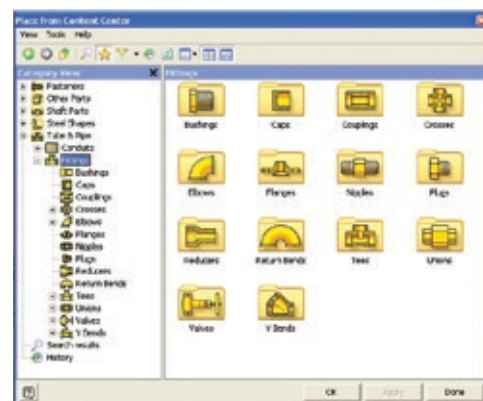 Place from Content Center
View Tools Help
Category View
Fittings
Fasteners
Other Parts
Shaft Parts
Steel Shapes
Tube & Pipe
Conduits
Fittings
Bushings
Caps
Couplings
Crosses
Elbows
Flanges
Nipples
Plugs
Reducers
Return Bends
Tees
Unions
Valves
Y Bends
Search results
History
Bushings Caps Couplings Crosses
Elbows Flanges Nipples Plugs
Reducers Return Bends Tees Unions
Valves Y Bends
OK Apply Done